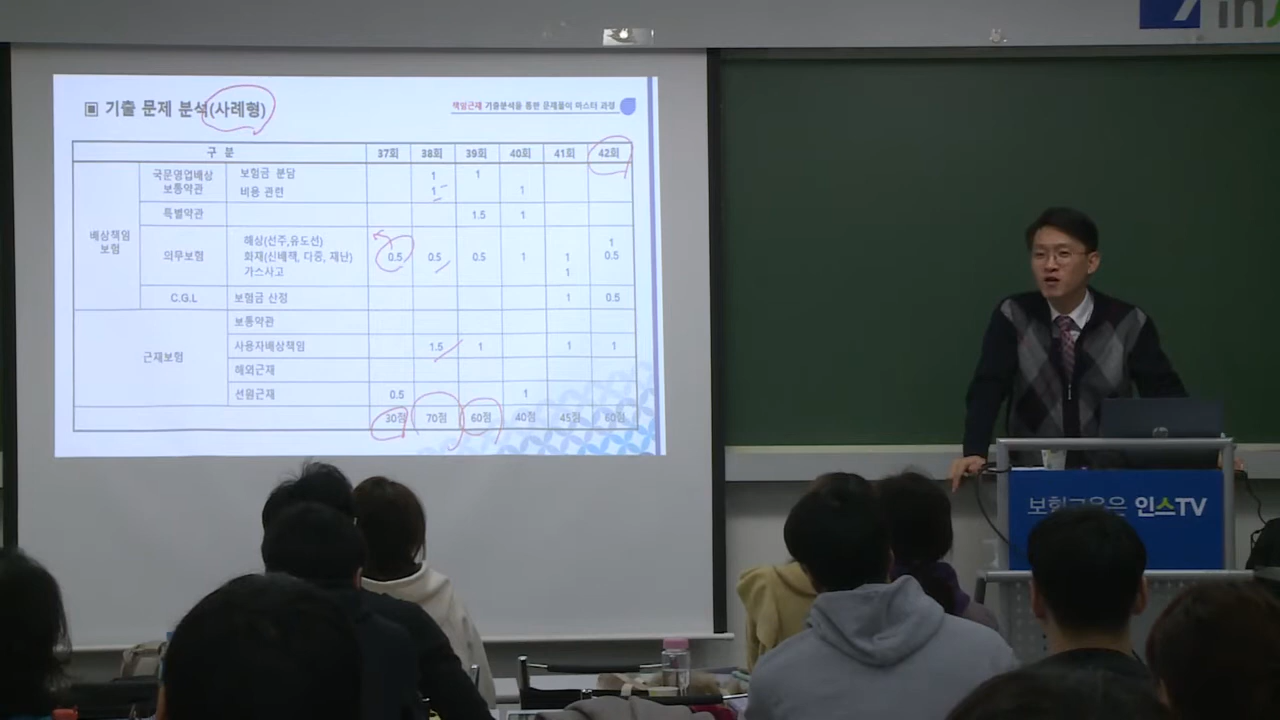 ▣ 기출 문제 분석(사례형)
책임근재 기출분석을 통한 문제풀이 마스터 과정
구 분 37회 38회 39회 40회 41회 42회
배상책임보험 국문영업배상 보통약관 보험금 분담 1 1
비용 관련 1 1
특별약관 1.5 1
의무보험 해상(선주,유도선) 1
화재(신배책, 다중, 재난) 0.5 0.5 0.5 1 1 0.5
가스사고 1
C.G.L 보험금 산정 1 0.5
근재보험 보통약관
사용자배상책임 1.5 1 1 1
해외근재
선원근재 0.5 1
30점 70점 60점 40점 45점 60점
보험교육은 인스TV